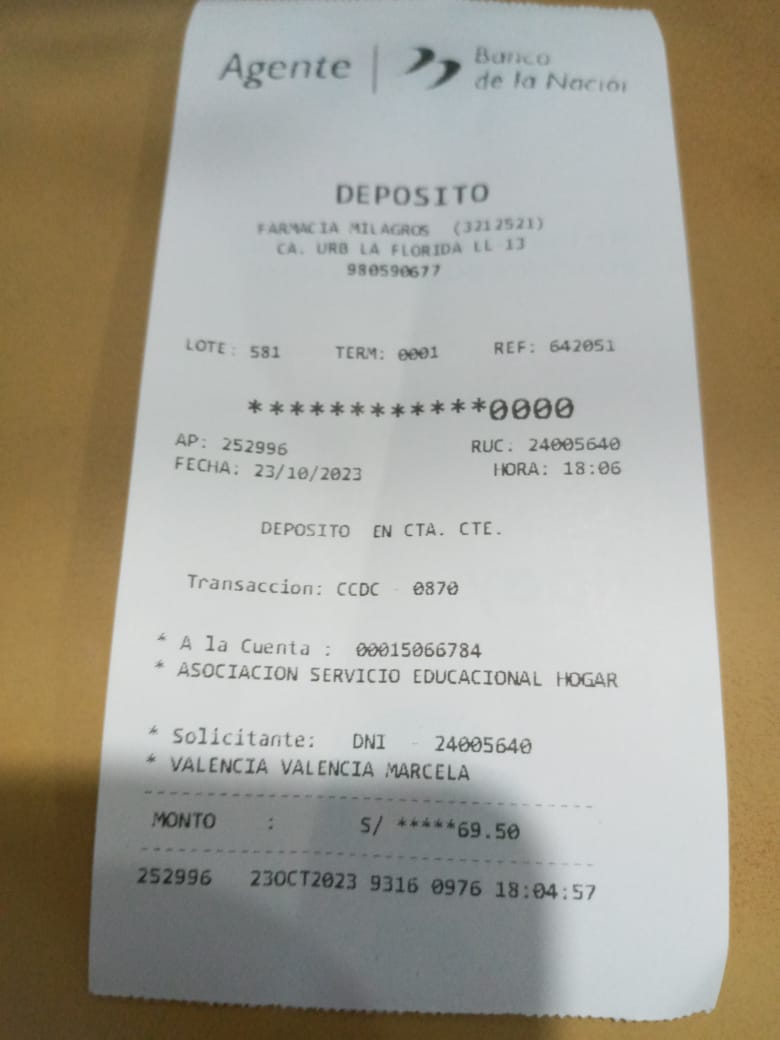 Agente | Banco
de la Nación
DEPOSITO
FARMACIA MILAGROS (3212521)
CA. URB LA FLORIDA LL 13
980590677
LOTE: 581 TERM: 0001 REF: 642051
**************0000
AP: 252996 RUC: 24005640
FECHA: 23/10/2023 HORA: 18:06
DEPOSITO EN CTA. CTE.
Transaccion: CCDC - 0870
* A la Cuenta : 00015066784
* ASOCIACION SERVICIO EDUCACIONAL HOGAR
* Solicitante: DNI - 24005640
* VALENCIA VALENCIA MARCELA
MONTO : S/ *****69.50
252996 23OCT2023 9316 0976 18:04:57